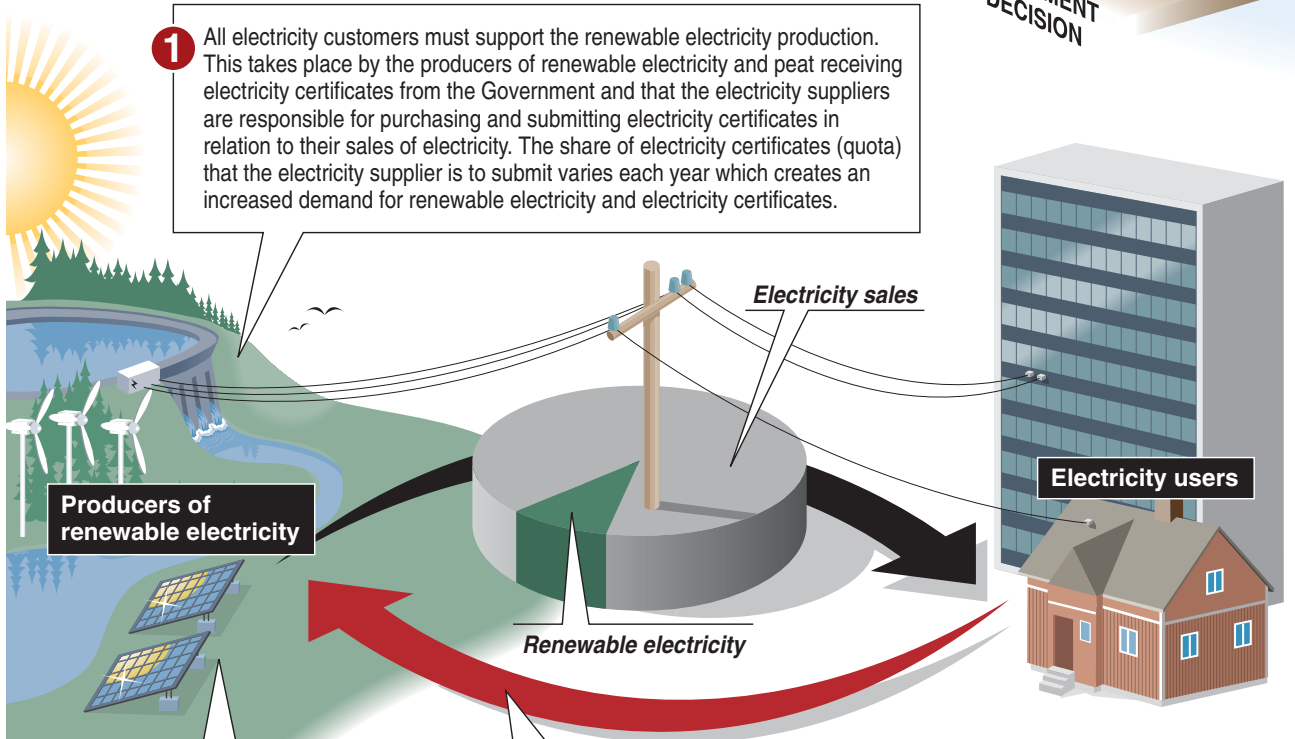 DECISION
1
All electricity customers must support the renewable electricity production.
This takes place by the producers of renewable electricity and peat receiving
electricity certificates from the Government and that the electricity suppliers
are responsible for purchasing and submitting electricity certificates in
relation to their sales of electricity. The share of electricity certificates (quota)
that the electricity supplier is to submit varies each year which creates an
increased demand for renewable electricity and electricity certificates.
Electricity sales
Electricity users
Producers of
renewable electricity
Renewable electricity